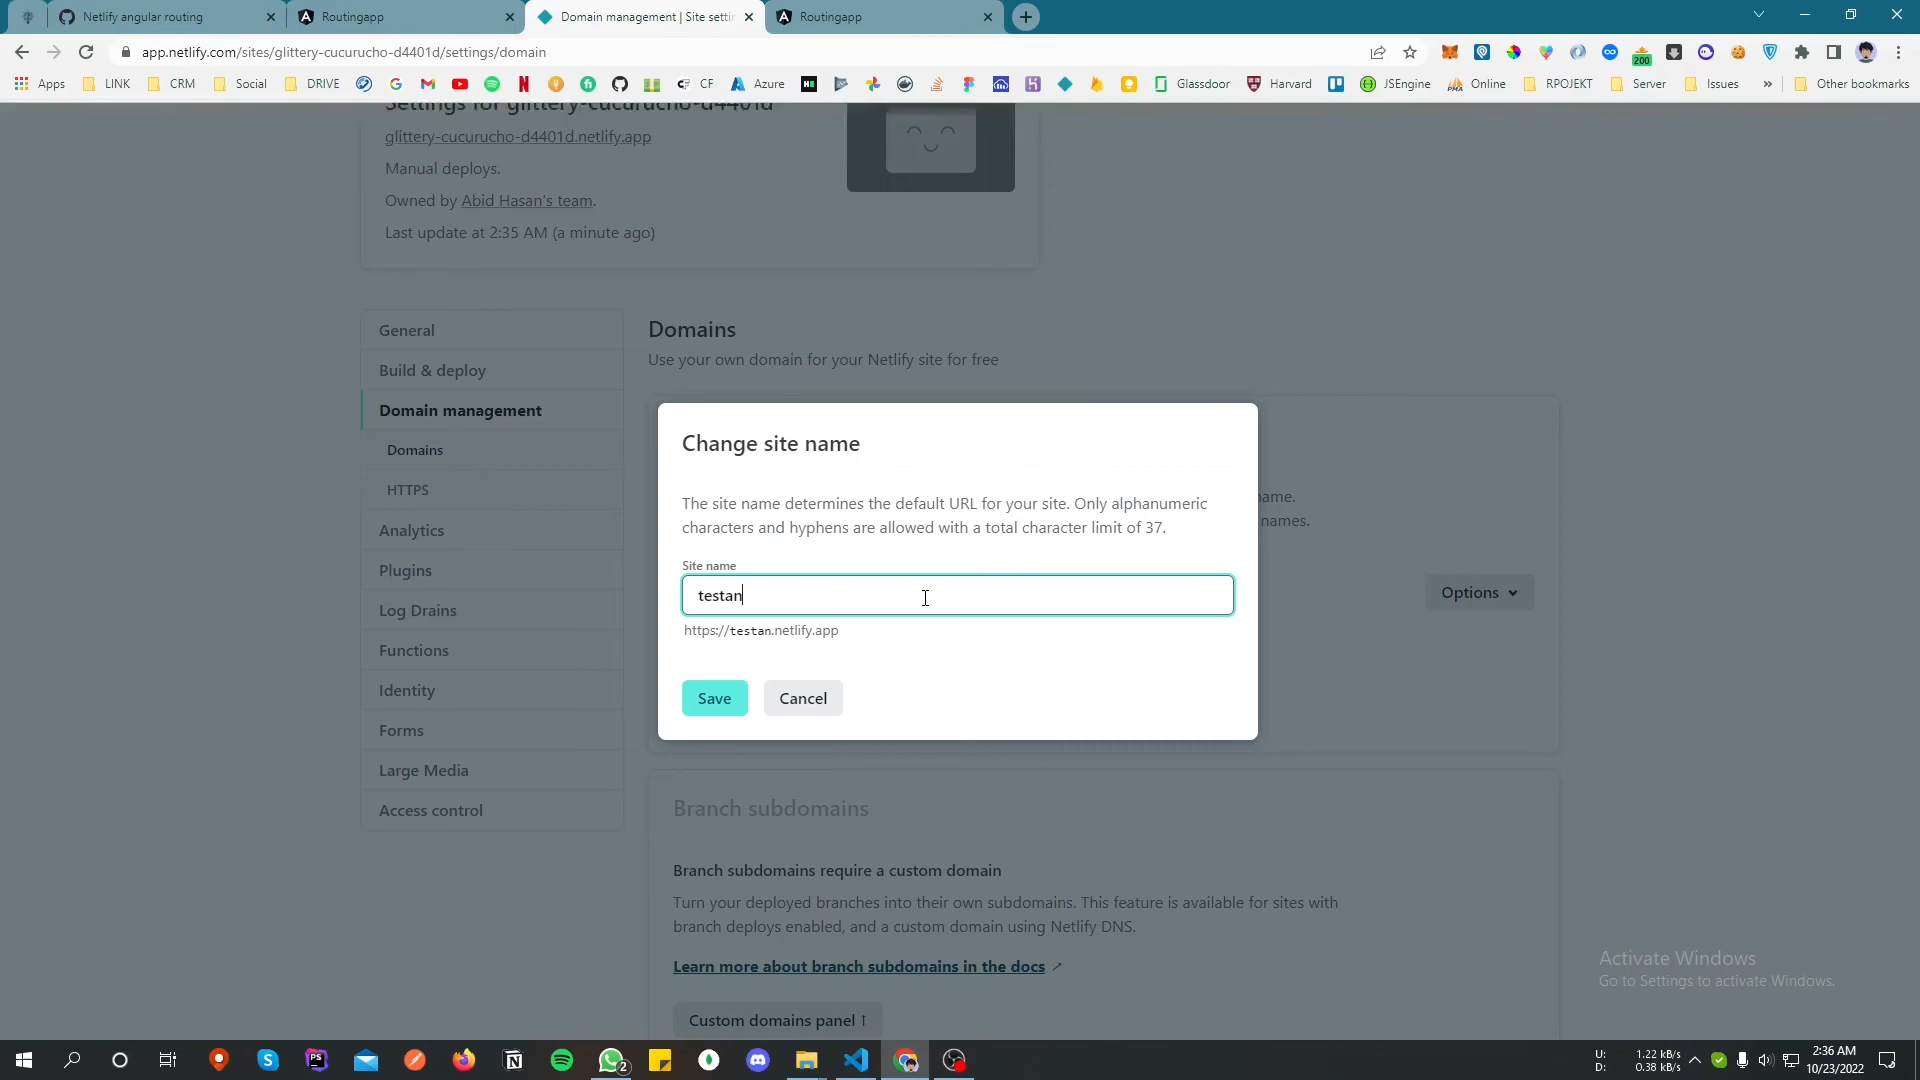 Netlify angular routing
Routingapp
Domain management | Site settin
Routingapp
app.netlify.com/sites/glittery-cucurucho-d4401d/settings/domain
200
Apps
LINK
CRM
Social
DRIVE
CF
Azure
Glassdoor
Harvard
JSEngine
Online
RPOJEKT
Server
Issues
»
Other bookmarks
Settings for glittery-cucurucho-d4401d
glittery-cucurucho-d4401d.netlify.app
Manual deploys.
Owned by Abid Hasan's team.
Last update at 2:35 AM (a minute ago)
General
Build & deploy
Domain management
Domains
HTTPS
Analytics
Plugins
Log Drains
Functions
Identity
Forms
Large Media
Access control
Domains
Use your own domain for your Netlify site for free
name.
names.
Options
Change site name
The site name determines the default URL for your site. Only alphanumeric
characters and hyphens are allowed with a total character limit of 37.
Site name
testan
https://testan.netlify.app
Save
Cancel
Branch subdomains
Branch subdomains require a custom domain
Turn your deployed branches into their own subdomains. This feature is available for sites with
branch deploys enabled, and a custom domain using Netlify DNS.
Learn more about branch subdomains in the docs
Custom domains panel ↑
Activate Windows
Go to Settings to activate Windows.
U: 1.22 kB/s
D: 0.38 kB/s
2:36 AM
10/23/2022